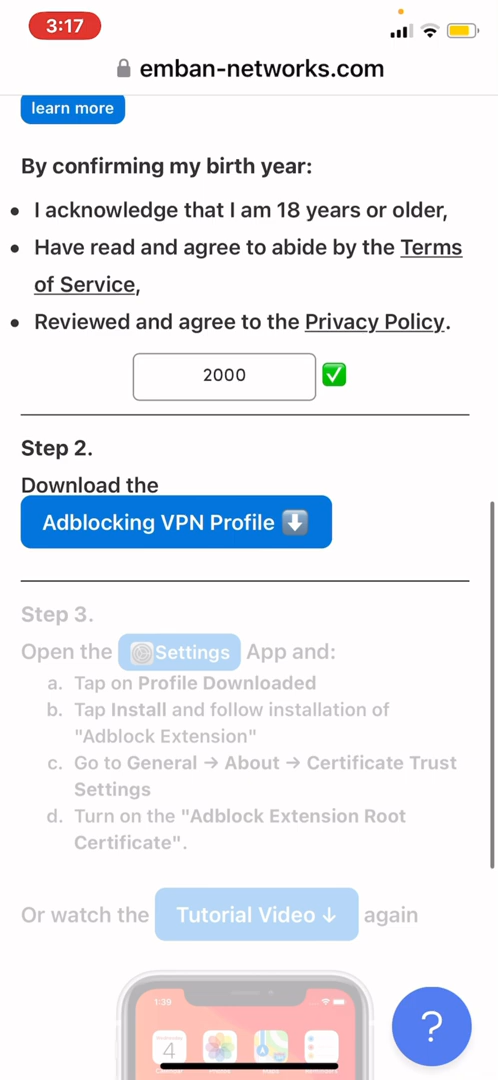 3:17
emban-networks.com
learn more
By confirming my birth year:
• I acknowledge that I am 18 years or older,
• Have read and agree to abide by the Terms
of Service,
• Reviewed and agree to the Privacy Policy.
2000
Step 2.
Download the
Adblocking VPN Profile
Step 3.
Open the Settings App and:
a. Tap on Profile Downloaded
b. Tap Install and follow installation of
"Adblock Extension"
c. Go to General → About → Certificate Trust
Settings
d. Turn on the "Adblock Extension Root
Certificate".
Or watch the Tutorial Video ↓ again
1:39
4
?